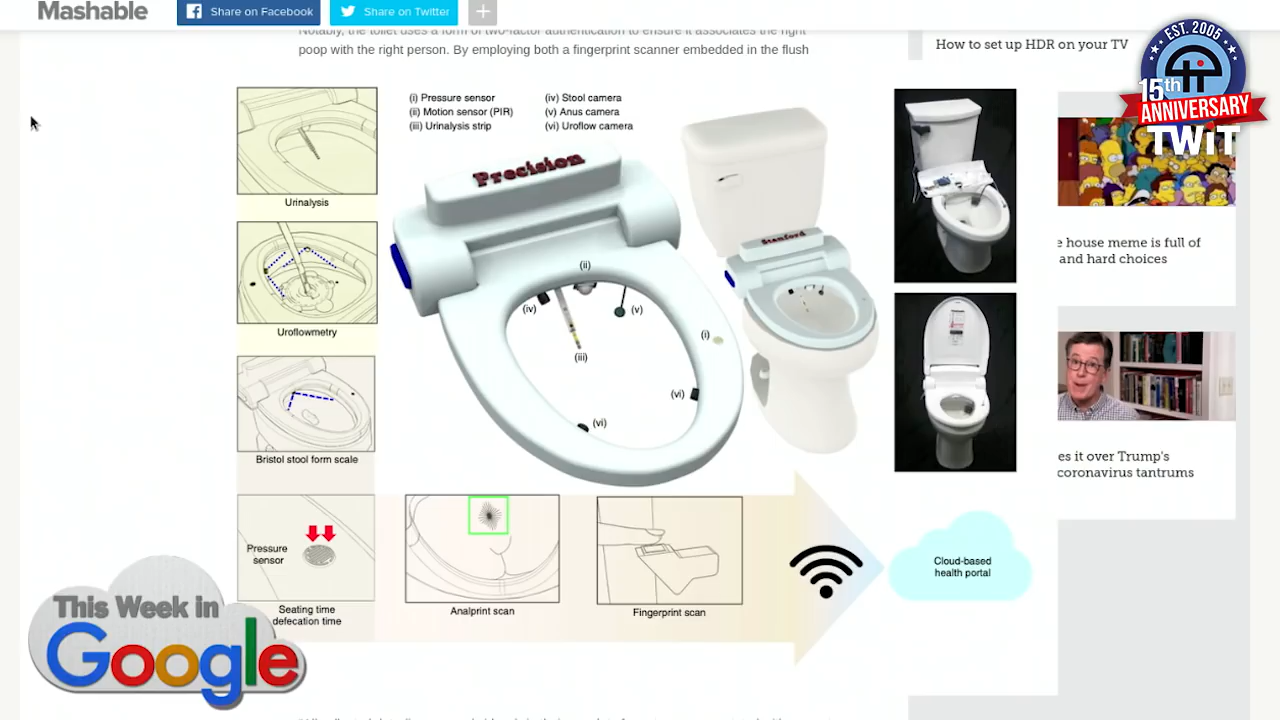 Mashable
Share on Facebook
Share on Twitter
+
Notably, the toilet uses a form of two-factor authentication to ensure it associates the right
poop with the right person. By employing both a fingerprint scanner embedded in the flush
How to set up HDR on your TV
EST. 2005
15th
ANNIVERSARY
TWiT
(i) Pressure sensor
(ii) Motion sensor (PIR)
(iii) Urinalysis strip
(iv) Stool camera
(v) Anus camera
(vi) Uroflow camera
Precision
Stanford
Urinalysis
Uroflowmetry
Bristol stool form scale
(ii)
(iv)
(v)
(iii)
(i)
(vi)
(vi)
e house meme is full of
and hard choices
es it over Trump's
coronavirus tantrums
Pressure
sensor
Seating time
defecation time
Analprint scan
Fingerprint scan
Cloud-based
health portal
This Week in
Google